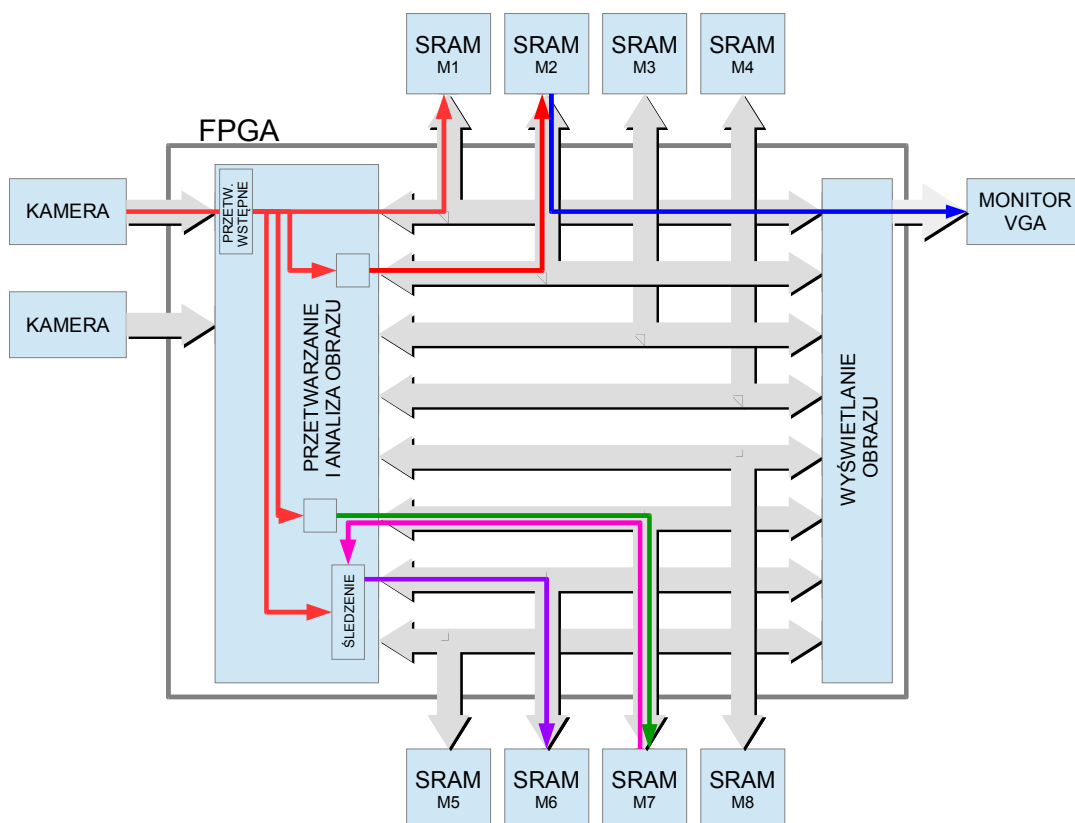 SRAM
M1
SRAM
M2
SRAM
M3
SRAM
M4
FPGA
KAMERA
PRZETW.
WSTĘPNE
MONITOR
VGA
KAMERA
PRZETWARZANIE
I ANALIZA OBRAZU
WYŚWIETLANIE
OBRAZU
ŚLEDZENIE
SRAM
M5
SRAM
M6
SRAM
M7
SRAM
M8